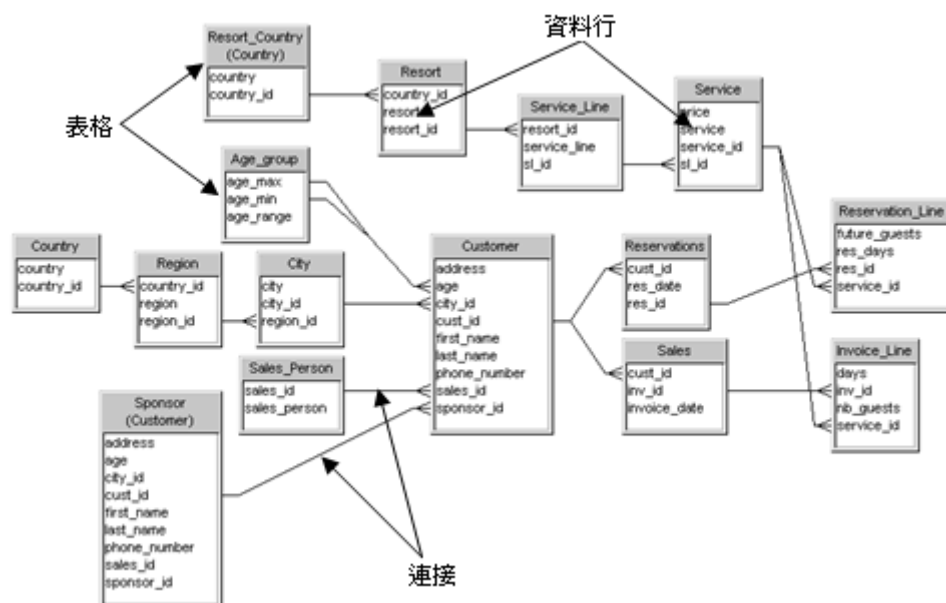 資料行
表格
連接
Resort_Country
(Country)
country
country_id
Resort
country_id
resort
resort_id
Service_Line
resort_id
service_line
sl_id
Service
price
service
service_id
sl_id
Age_group
age_max
age_min
age_range
Reservation_Line
future_guests
res_days
res_id
service_id
Country
country
country_id
Region
country_id
region
region_id
City
city
city_id
region_id
Customer
address
age
city_id
cust_id
first_name
last_name
phone_number
sales_id
sponsor_id
Reservations
cust_id
res_date
res_id
Sales
cust_id
inv_id
invoice_date
Invoice_Line
days
inv_id
nb_guests
service_id
Sales_Person
sales_id
sales_person
Sponsor
(Customer)
address
age
city_id
cust_id
first_name
last_name
phone_number
sales_id
sponsor_id